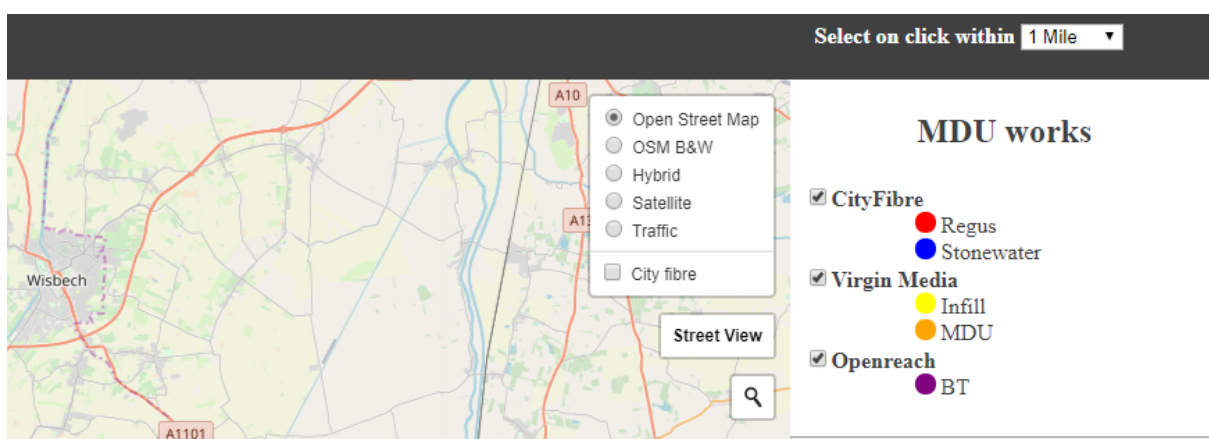 Select on click within 1 Mile
A10
Open Street Map
OSM B&W
Hybrid
Satellite
Traffic
City fibre
Street View
Wisbech
A1101
MDU works
CityFibre
Regus
Stonewater
Virgin Media
Infill
MDU
Openreach
BT